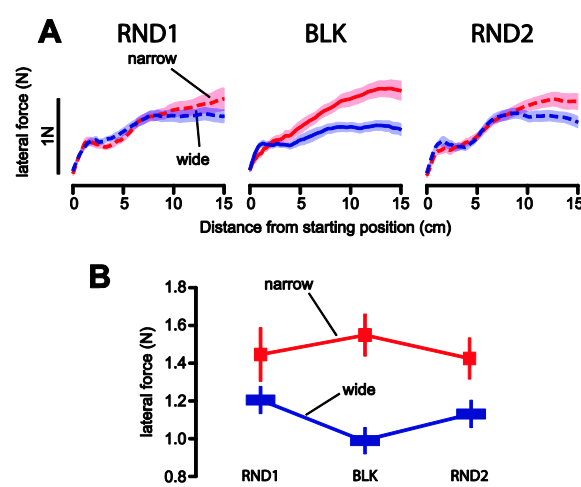 A
RND1
BLK
RND2
narrow
lateral force (N)
1N
wide
0 5 10 15 0 5 10 15 0 5 10 15
Distance from starting position (cm)
B
1.8
narrow
1.6
lateral force (N)
1.4
wide
1.2
1.0
RND1 BLK RND2
0.8